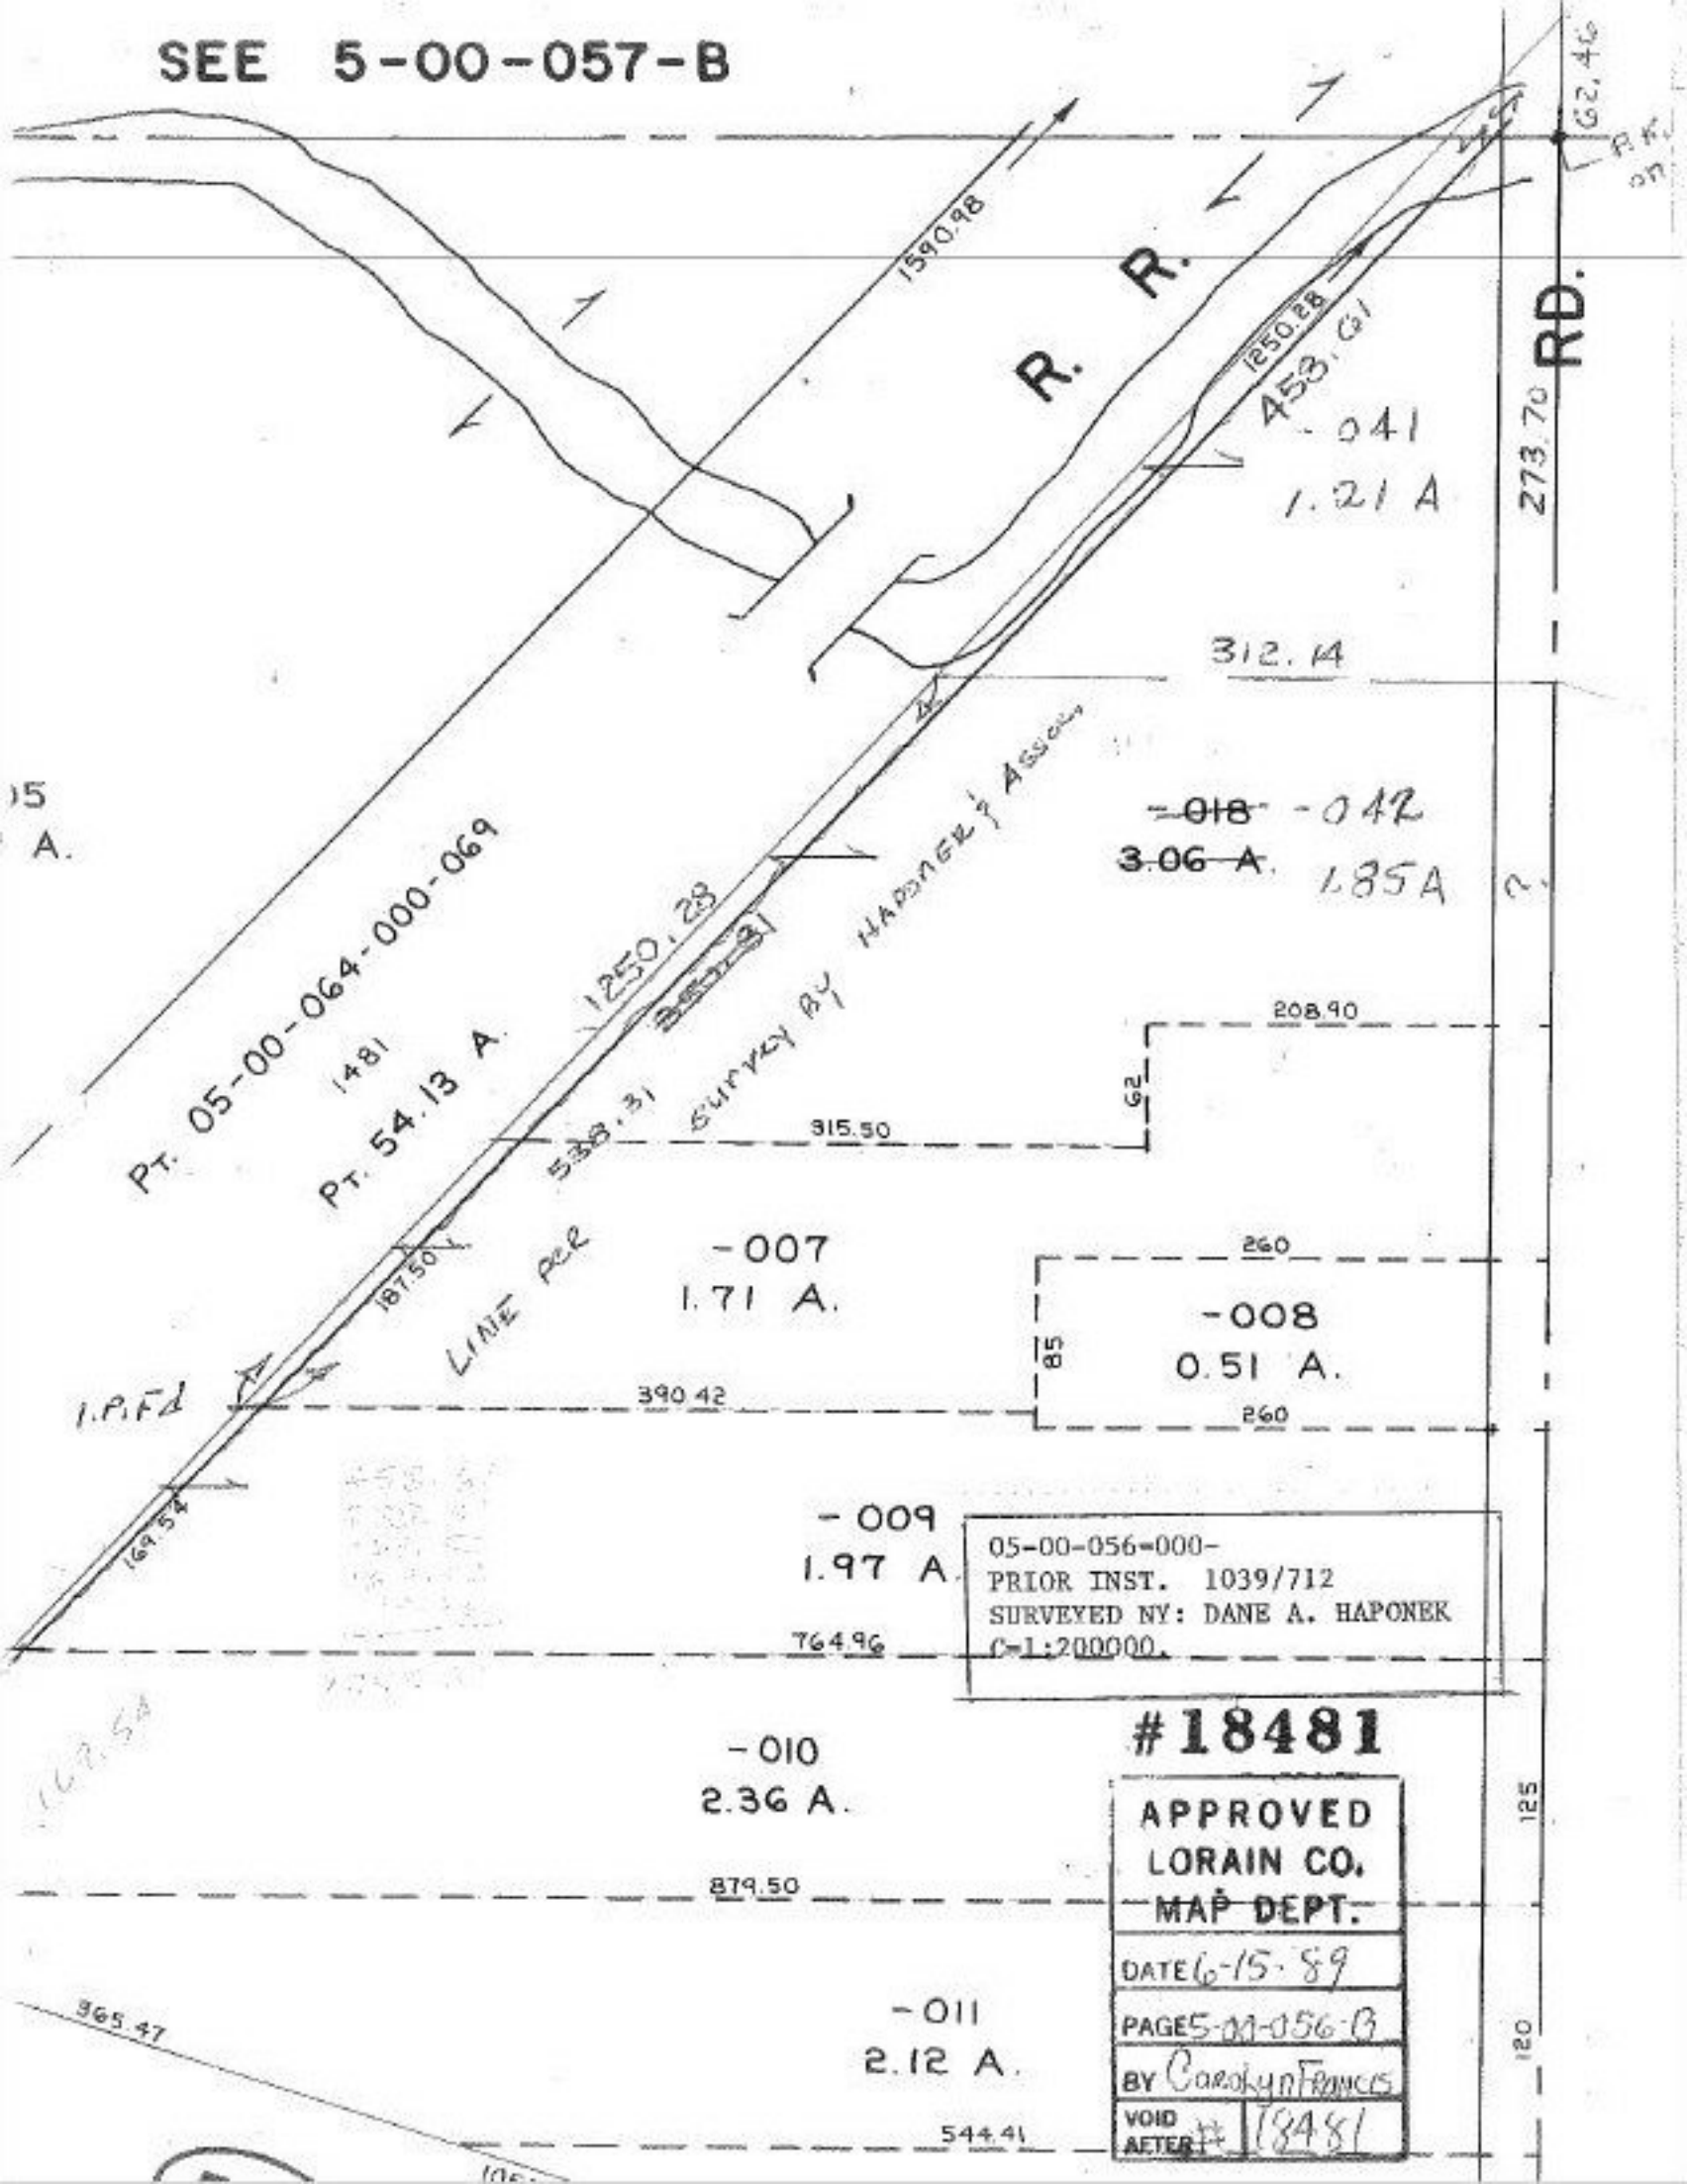 SEE 5-00-057-B
62.46
P.K.
on
1590.98
R. R.
RD.
1250.28
453.61
-041
1.21 A
273.70
312.14
15
A.
-018 -042
3.06 A. 1.85A
?
PT. 05-00-064-000-069
1481
PT. 54.13 A.
1250.28
538.31
LINE PER SURVEY BY HAPONEK & Assoc.
208.90
62
315.50
187.50
-007
1.71 A.
260
85
-008
0.51 A.
260
I.P.Fd
390.42
169.54
-009
1.97 A.
05-00-056-000-
PRIOR INST. 1039/712
SURVEYED NY: DANE A. HAPONEK
C=1:200000.
764.96
169.54
#18481
-010
2.36 A.
125
APPROVED
LORAIN CO.
MAP DEPT.
DATE 6-15-89
PAGE 5-00-056-B
BY Carolyn Francis
VOID
AFTER # 18481
879.50
365.47
-011
2.12 A.
120
544.41